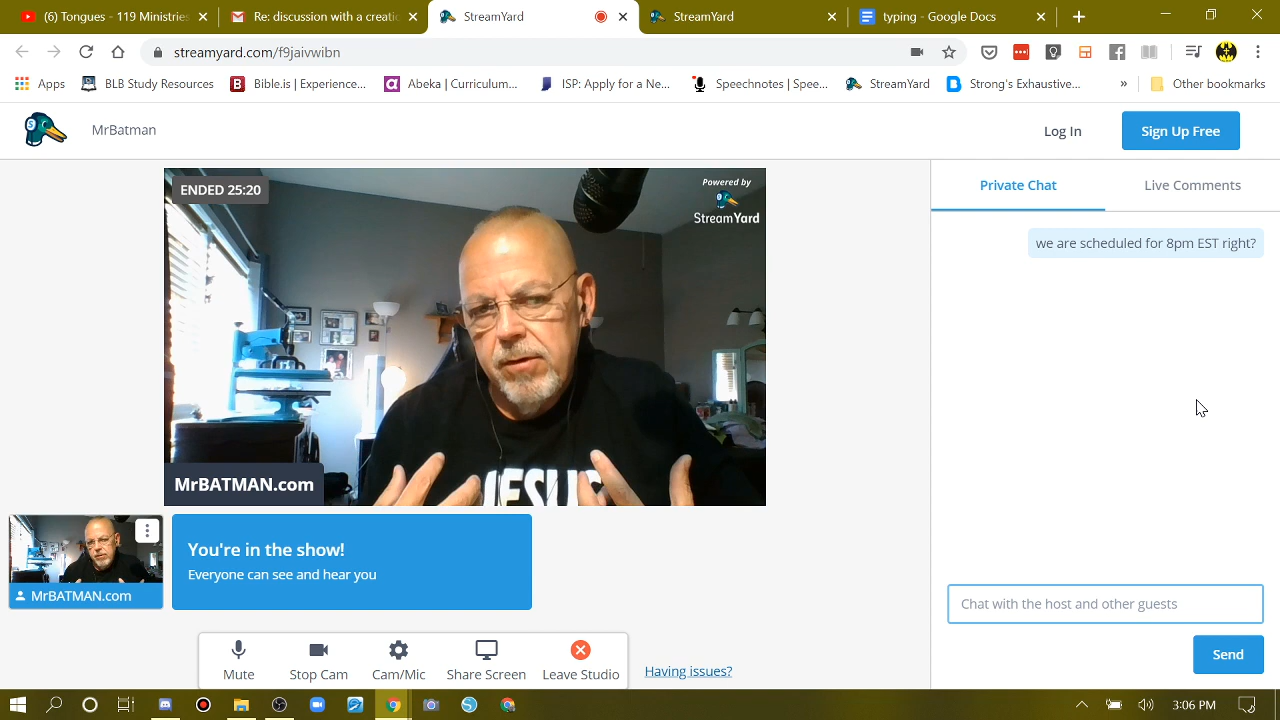 (6) Tongues - 119 Ministries
Re: discussion with a creatic
StreamYard
StreamYard
typing - Google Docs
streamyard.com/f9jaivwibn
Apps
BLB Study Resources
Bible.is | Experience...
Abeka | Curriculum...
ISP: Apply for a Ne...
Speechnotes | Spee...
StreamYard
Strong's Exhaustive...
»
Other bookmarks
MrBatman
Log In
Sign Up Free
ENDED 25:20
Powered by
StreamYard
JESUS
MrBATMAN.com
Private Chat
Live Comments
we are scheduled for 8pm EST right?
MrBATMAN.com
You're in the show!
Everyone can see and hear you
Chat with the host and other guests
Send
Mute
Stop Cam
Cam/Mic
Share Screen
Leave Studio
Having issues?
3:06 PM